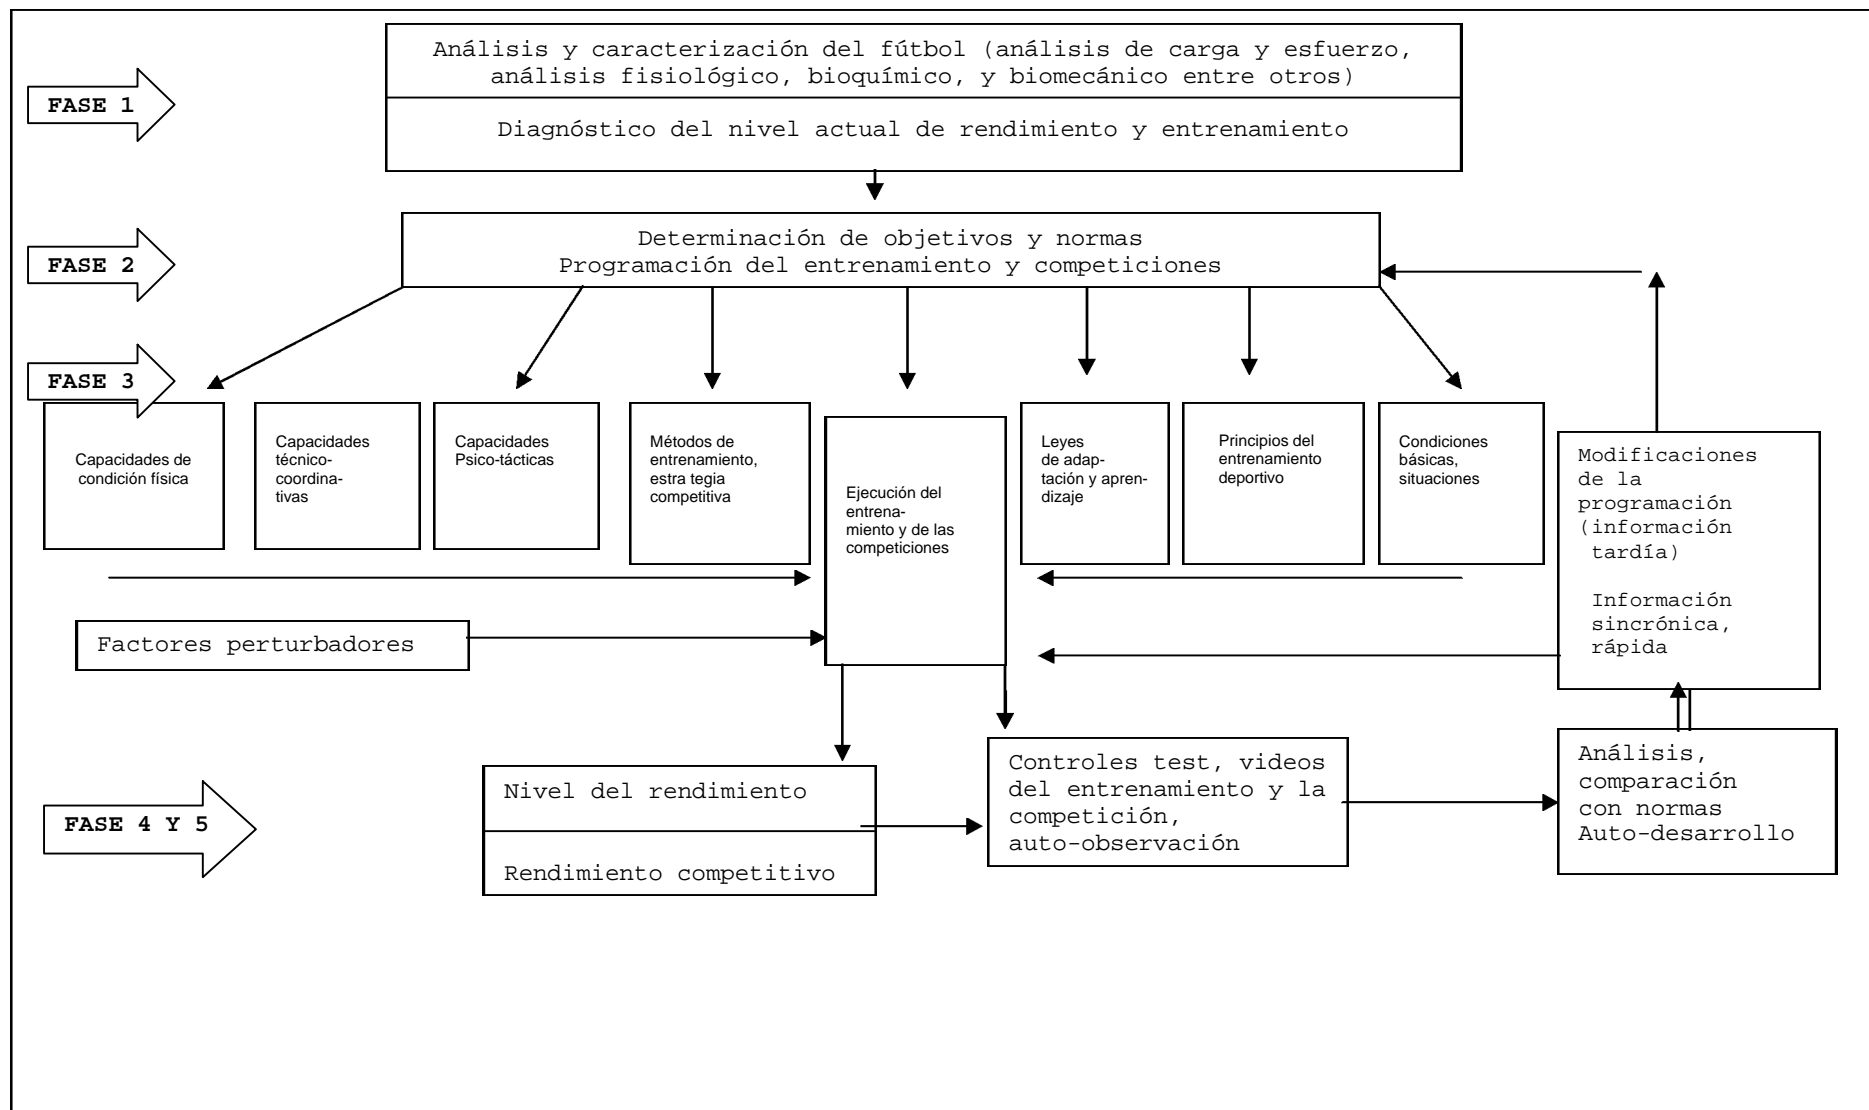 Análisis y caracterización del fútbol (análisis de carga y esfuerzo,
análisis fisiológico, bioquímico, y biomecánico entre otros)
FASE 1
Diagnóstico del nivel actual de rendimiento y entrenamiento
FASE 2
Determinación de objetivos y normas
Programación del entrenamiento y competiciones
FASE 3
Capacidades de
condición física
Capacidades
técnico-
coordina-
tivas
Capacidades
Psico-tácticas
Métodos de
entrenamiento,
estra tegia
competitiva
Ejecución del
entrena-
miento y de las
competiciones
Leyes
de adap-
tación y apren-
dizaje
Principios del
entrenamiento
deportivo
Condiciones
básicas,
situaciones
Modificaciones
de la
programación
(información
tardía)
Información
sincrónica,
rápida
Factores perturbadores
FASE 4 Y 5
Nivel del rendimiento
Rendimiento competitivo
Controles test, videos
del entrenamiento y la
competición,
auto-observación
Análisis,
comparación
con normas
Auto-desarrollo